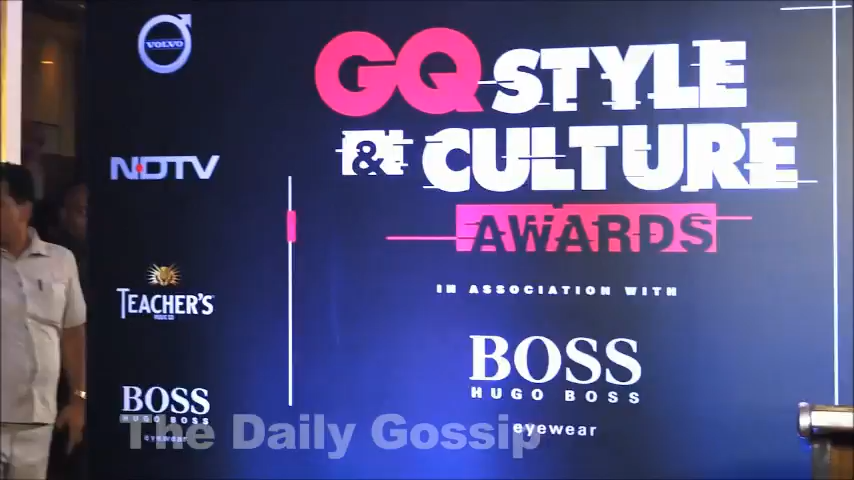 VOLVO
NDTV
TEACHER'S
BOSS
HUGO BOSS
eyewear
GQ STYLE
& CULTURE
AWARDS
IN ASSOCIATION WITH
BOSS
HUGO BOSS
eyewear
The Daily Gossip